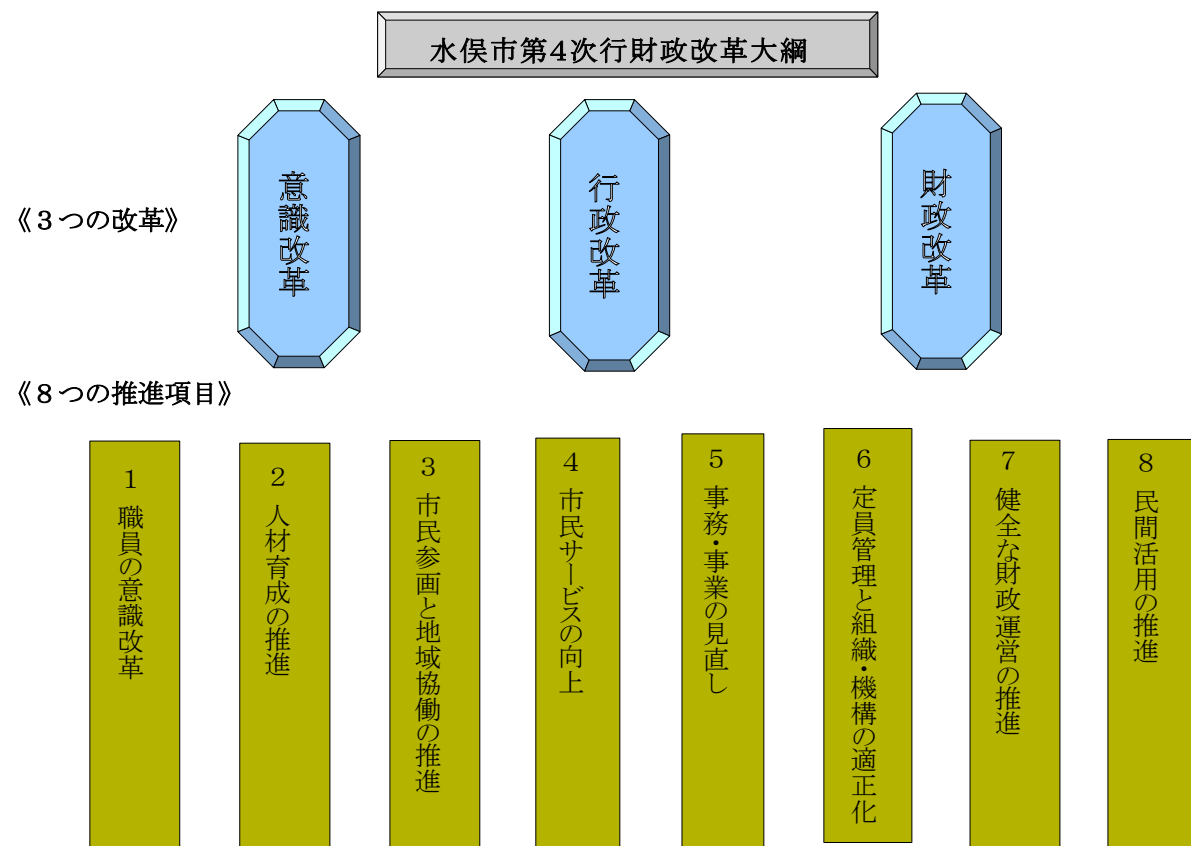 水俣市第4次行財政改革大綱
《３つの改革》
意識改革
行政改革
財政改革
《８つの推進項目》
１ 職員の意識改革
２ 人材育成の推進
３ 市民参画と地域協働の推進
４ 市民サービスの向上
５ 事務・事業の見直し
６ 定員管理と組織・機構の適正化
７ 健全な財政運営の推進
８ 民間活用の推進